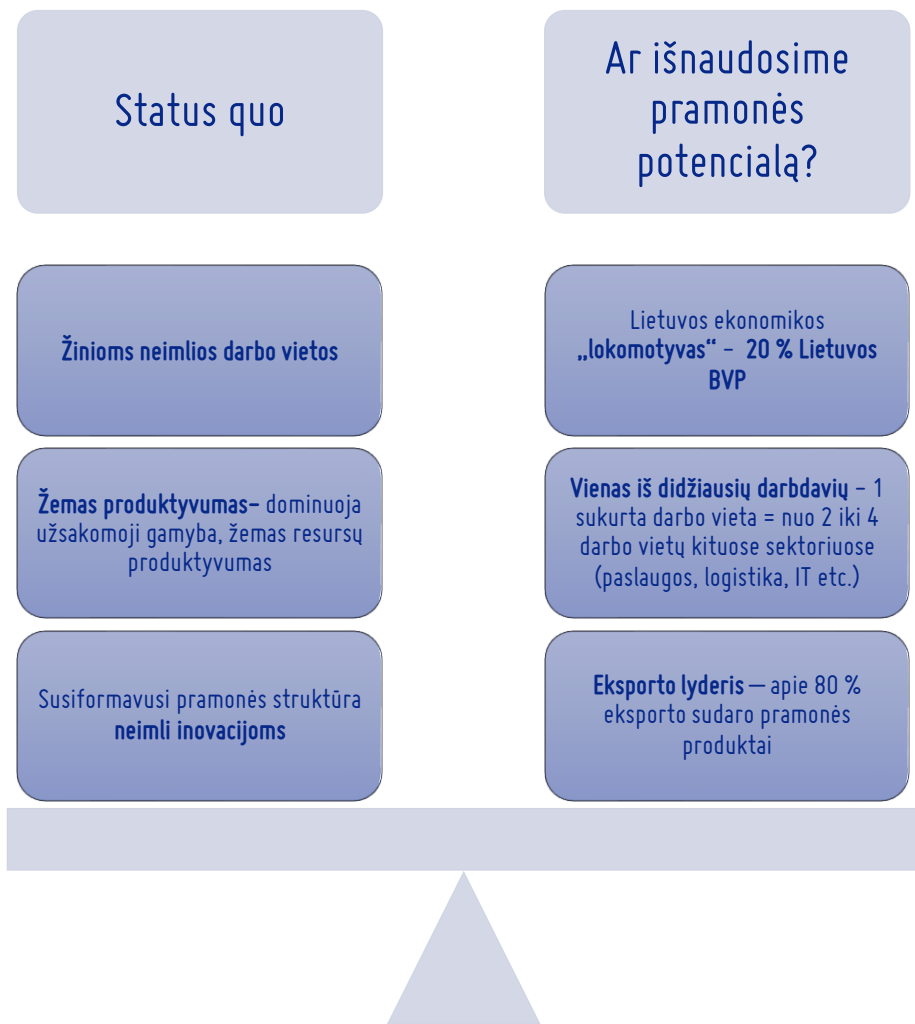 Status quo
Ar išnaudosime
pramonės
potencialą?
Žinioms neimlios darbo vietos
Žemas produktyvumas– dominuoja
užsakomoji gamyba, žemas resursų
produktyvumas
Susiformavusi pramonės struktūra
neimli inovacijoms
Lietuvos ekonomikos
„lokomotyvas“ – 20 % Lietuvos
BVP
Vienas iš didžiausių darbdavių – 1
sukurta darbo vieta = nuo 2 iki 4
darbo vietų kituose sektoriuose
(paslaugos, logistika, IT etc.)
Eksporto lyderis — apie 80 %
eksporto sudaro pramonės
produktai